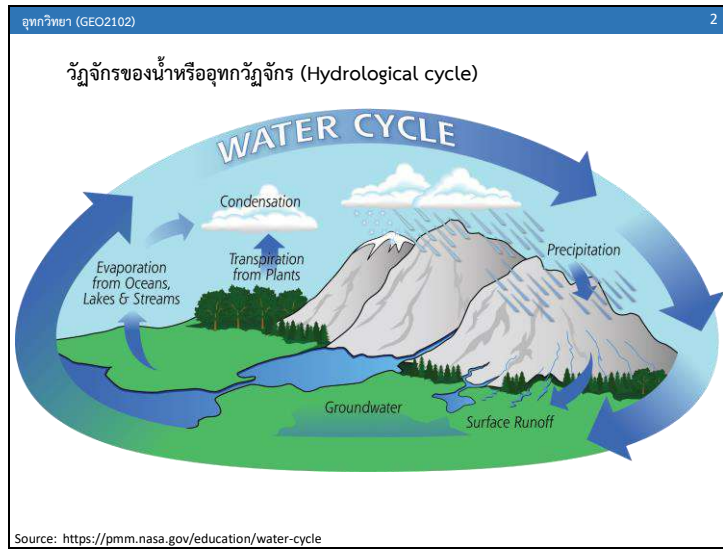 อุทกวิทยา (GEO2102)
2
วัฏจักรของน้ำหรืออุทกวัฏจักร (Hydrological cycle)
WATER CYCLE
Condensation
Precipitation
Evaporation
from Oceans,
Lakes & Streams
Transpiration
from Plants
Groundwater
Surface Runoff
Source: https://pmm.nasa.gov/education/water-cycle